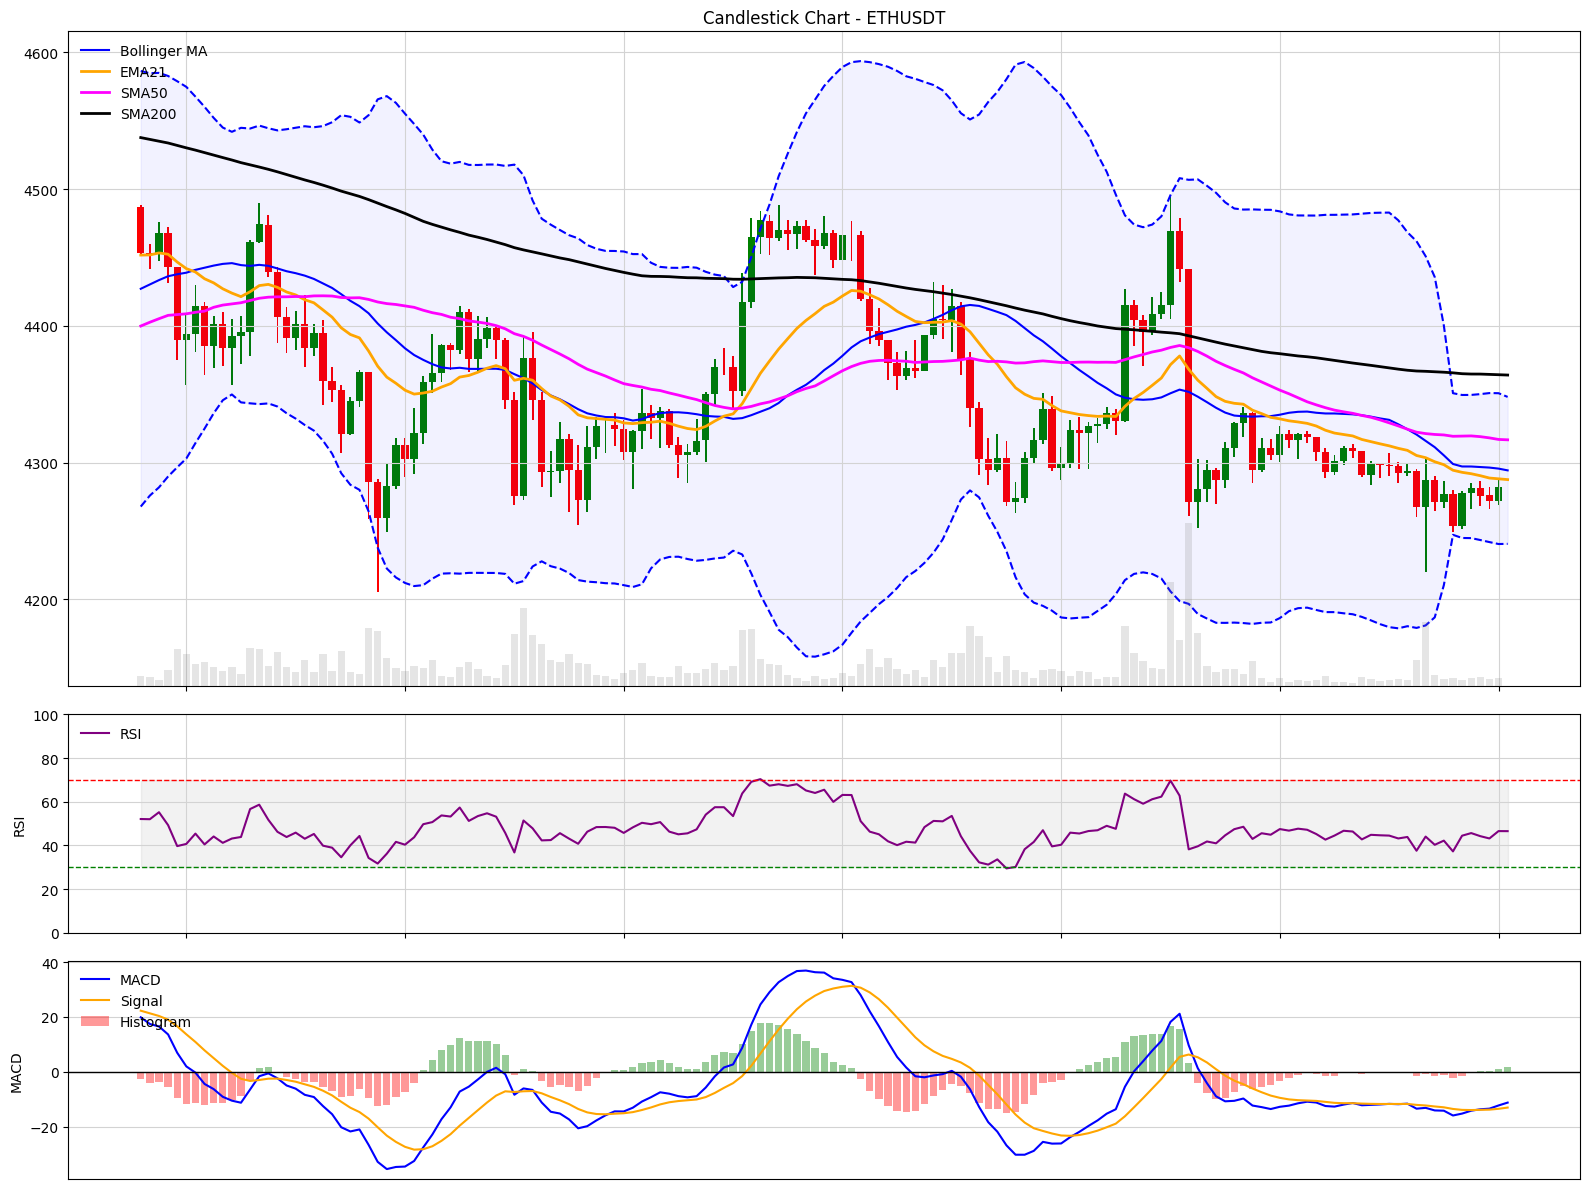 Candlestick Chart - ETHUSDT
Bollinger MA
EMA21
SMA50
SMA200
4600
4500
4400
4300
4200
RSI
100
80
60
40
20
0
RSI
MACD
Signal
Histogram
40
20
0
−20
MACD